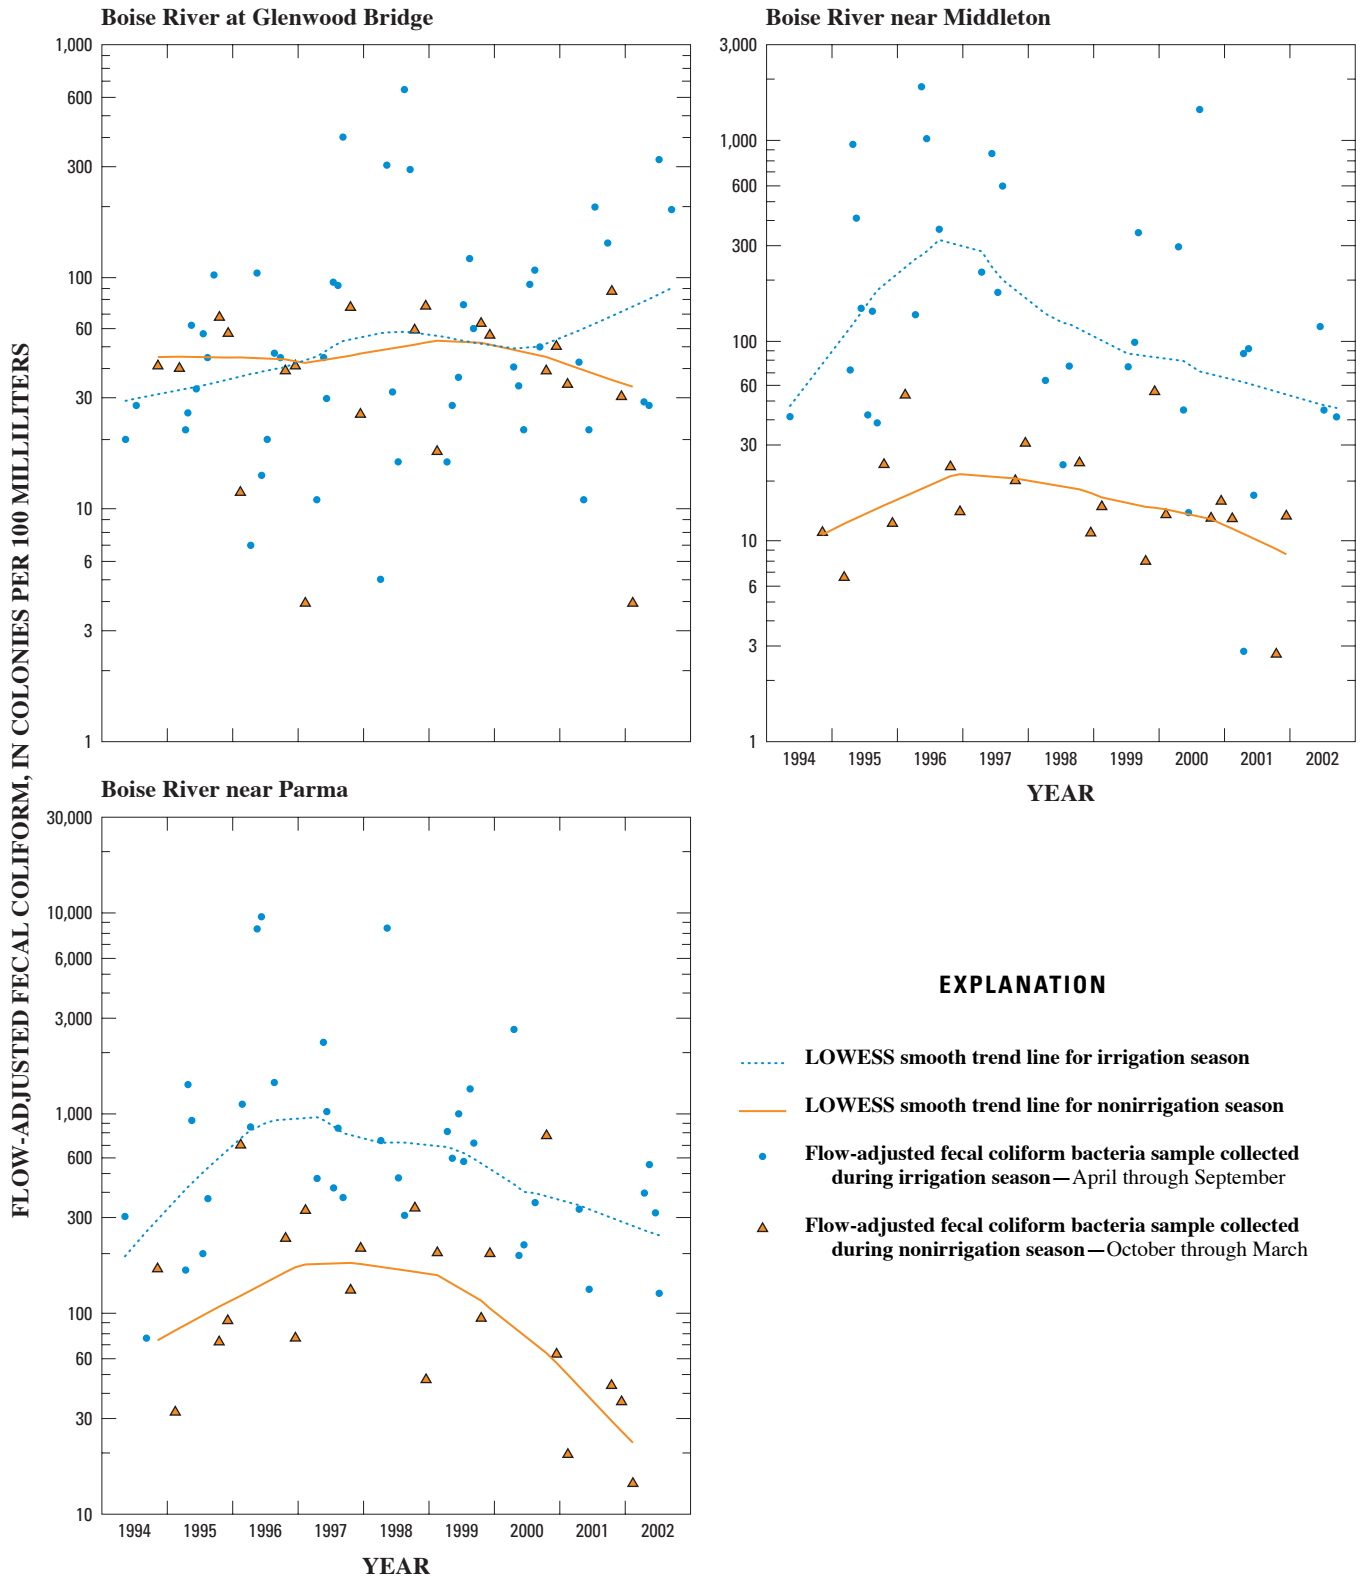 FLOW-ADJUSTED FECAL COLIFORM, IN COLONIES PER 100 MILLILITERS
Boise River at Glenwood Bridge
1,000
600
300
100
60
30
10
6
3
1
Boise River near Middleton
3,000
1,000
600
300
100
60
30
10
6
3
1
1994 1995 1996 1997 1998 1999 2000 2001 2002
YEAR
Boise River near Parma
30,000
10,000
6,000
3,000
1,000
600
300
100
60
30
10
1994 1995 1996 1997 1998 1999 2000 2001 2002
YEAR
EXPLANATION
LOWESS smooth trend line for irrigation season
LOWESS smooth trend line for nonirrigation season
Flow-adjusted fecal coliform bacteria sample collected
during irrigation season—April through September
Flow-adjusted fecal coliform bacteria sample collected
during nonirrigation season—October through March